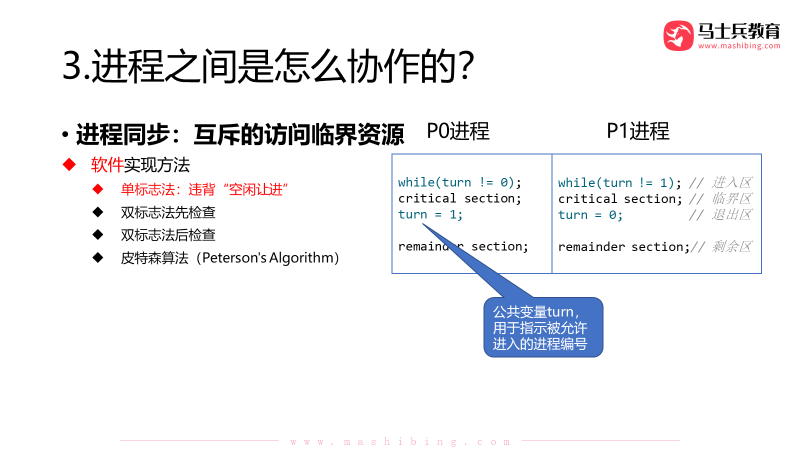 马士兵教育
www.mashibing.com
3.进程之间是怎么协作的?
• 进程同步：互斥的访问临界资源
◆ 软件实现方法
◆ 单标志法：违背“空闲让进”
◆ 双标志法先检查
◆ 双标志法后检查
◆ 皮特森算法（Peterson's Algorithm）
P0进程
while(turn != 0);
critical section;
turn = 1;
remainder section;
P1进程
while(turn != 1); // 进入区
critical section; // 临界区
turn = 0; // 退出区
remainder section;// 剩余区
公共变量turn，
用于指示被允许
进入的进程编号
www.mashibing.com